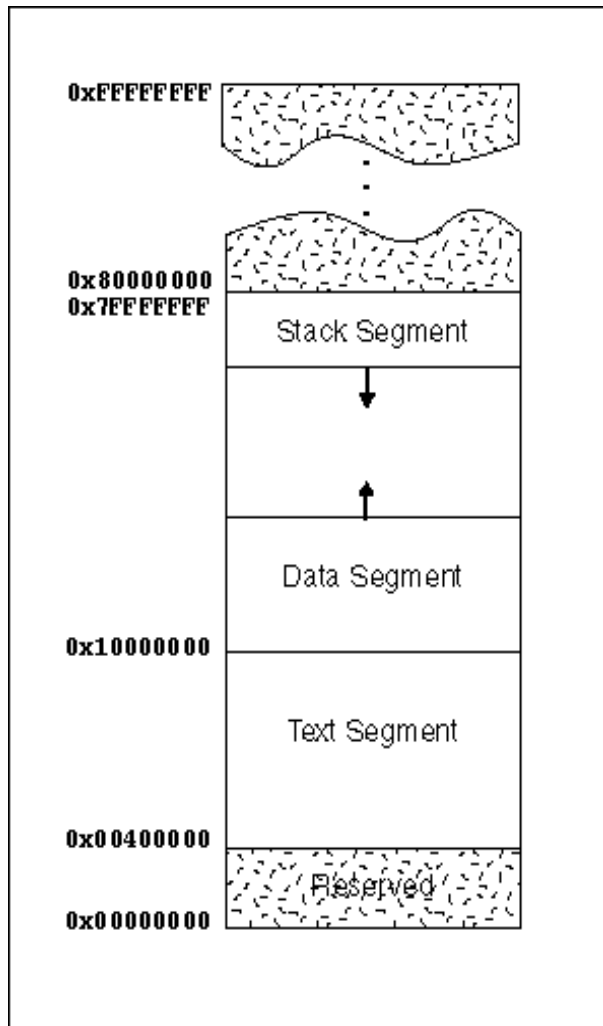 0xFFFFFFFF
0x80000000
0x7FFFFFFF
Stack Segment
Data Segment
0x10000000
Text Segment
0x00400000
Reserved
0x00000000